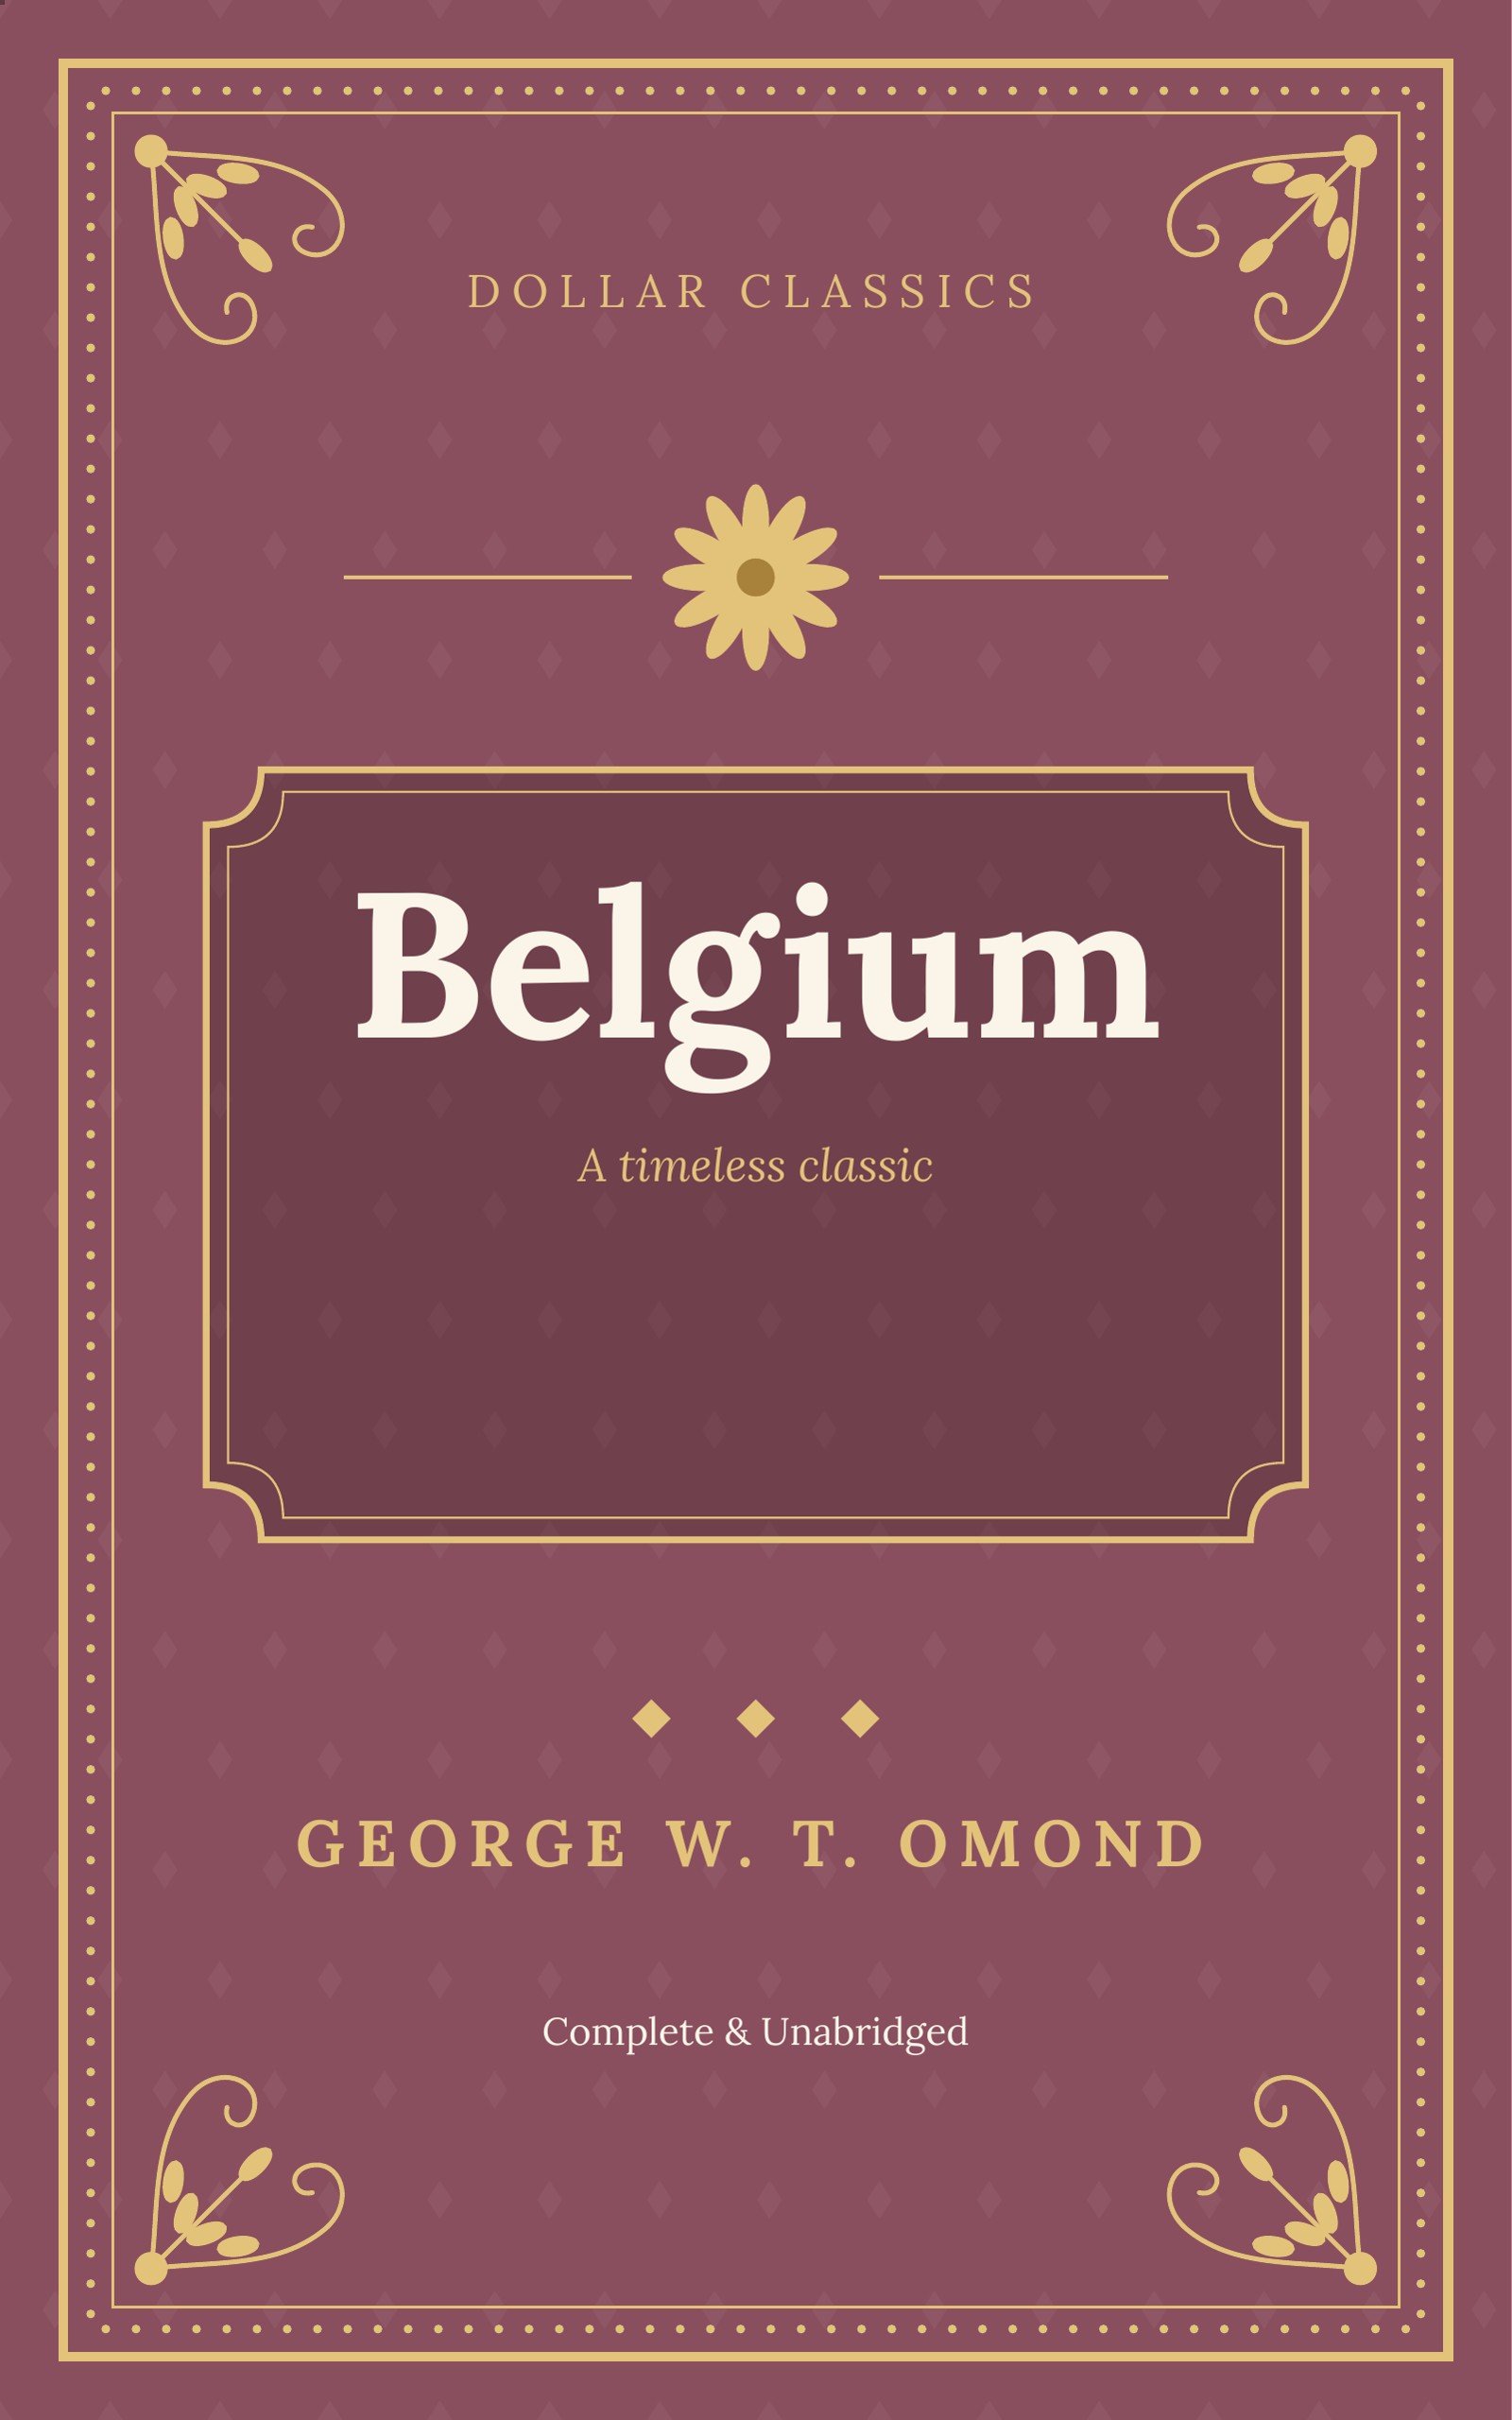 DOLLAR CLASSICS
Belgium
A timeless classic
GEORGE W. T. OMOND
Complete & Unabridged